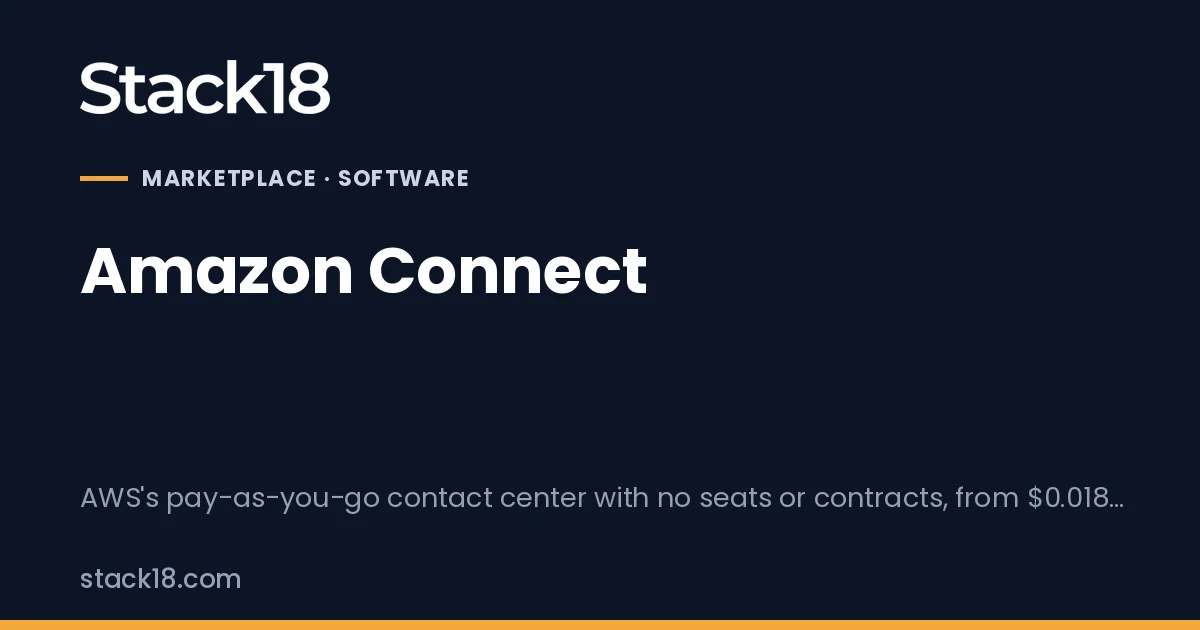 Stack18
MARKETPLACE · SOFTWARE
Amazon Connect
AWS's pay-as-you-go contact center with no seats or contracts, from $0.018...
stack18.com